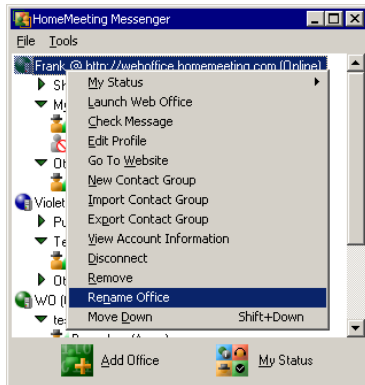 HomeMeeting Messenger
File Tools
Frank @ http://weboffice.homemeeting.com (Online)
My Status
Launch Web Office
Check Message
Edit Profile
Go To Website
New Contact Group
Import Contact Group
Export Contact Group
View Account Information
Disconnect
Remove
Rename Office
Move Down Shift+Down
Violet
WO
Add Office My Status